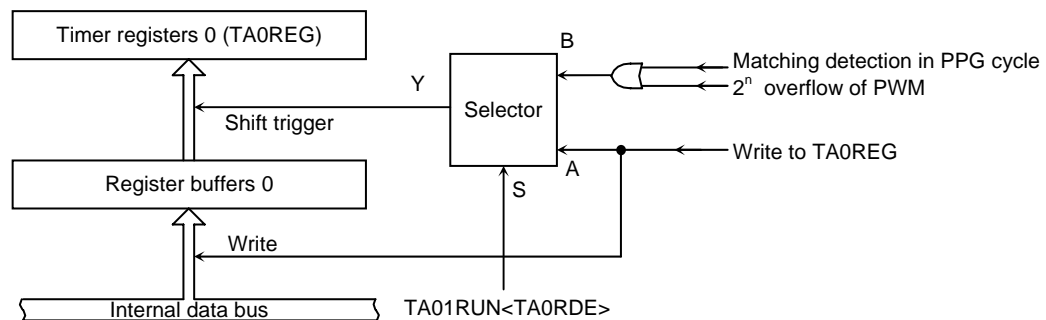 Timer registers 0 (TA0REG)
B
Matching detection in PPG cycle
Y
2n overflow of PWM
Selector
Shift trigger
Write to TA0REG
A
Register buffers 0
S
Write
Internal data bus
TA01RUN<TA0RDE>